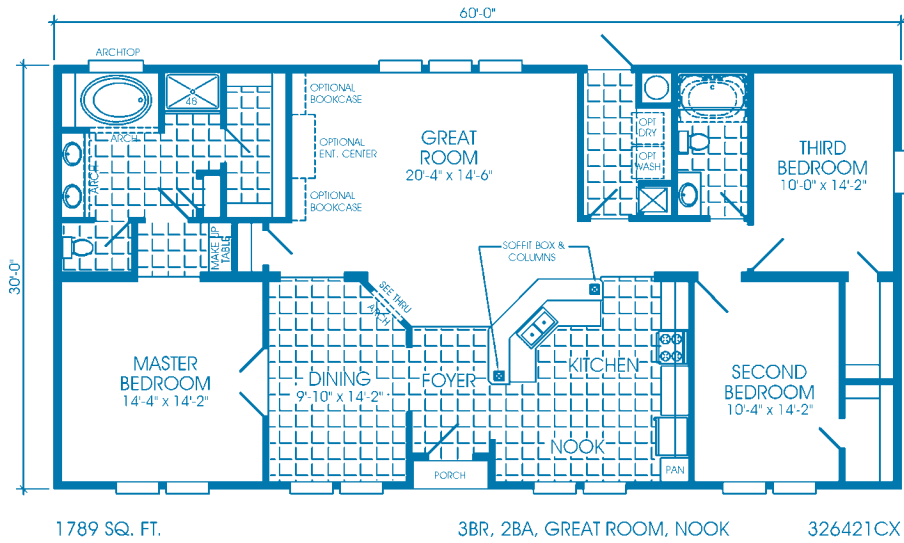 60'-0"
ARCHTOP
30'-0"
46
ARCH
ARCH
MAKE UP
TABLE
OPTIONAL
BOOKCASE
OPTIONAL
ENT. CENTER
OPTIONAL
BOOKCASE
GREAT
ROOM
20'-4" x 14'-6"
OPT
DRY
OPT
WASH
THIRD
BEDROOM
10'-0" x 14'-2"
SOFFIT BOX &
COLUMNS
SEE THRU
ARCH
MASTER
BEDROOM
14'-4" x 14'-2"
DINING
9'-10" x 14'-2"
FOYER
KITCHEN
SECOND
BEDROOM
10'-4" x 14'-2"
NOOK
PORCH
PAN
1789 SQ. FT.
3BR, 2BA, GREAT ROOM, NOOK
326421CX